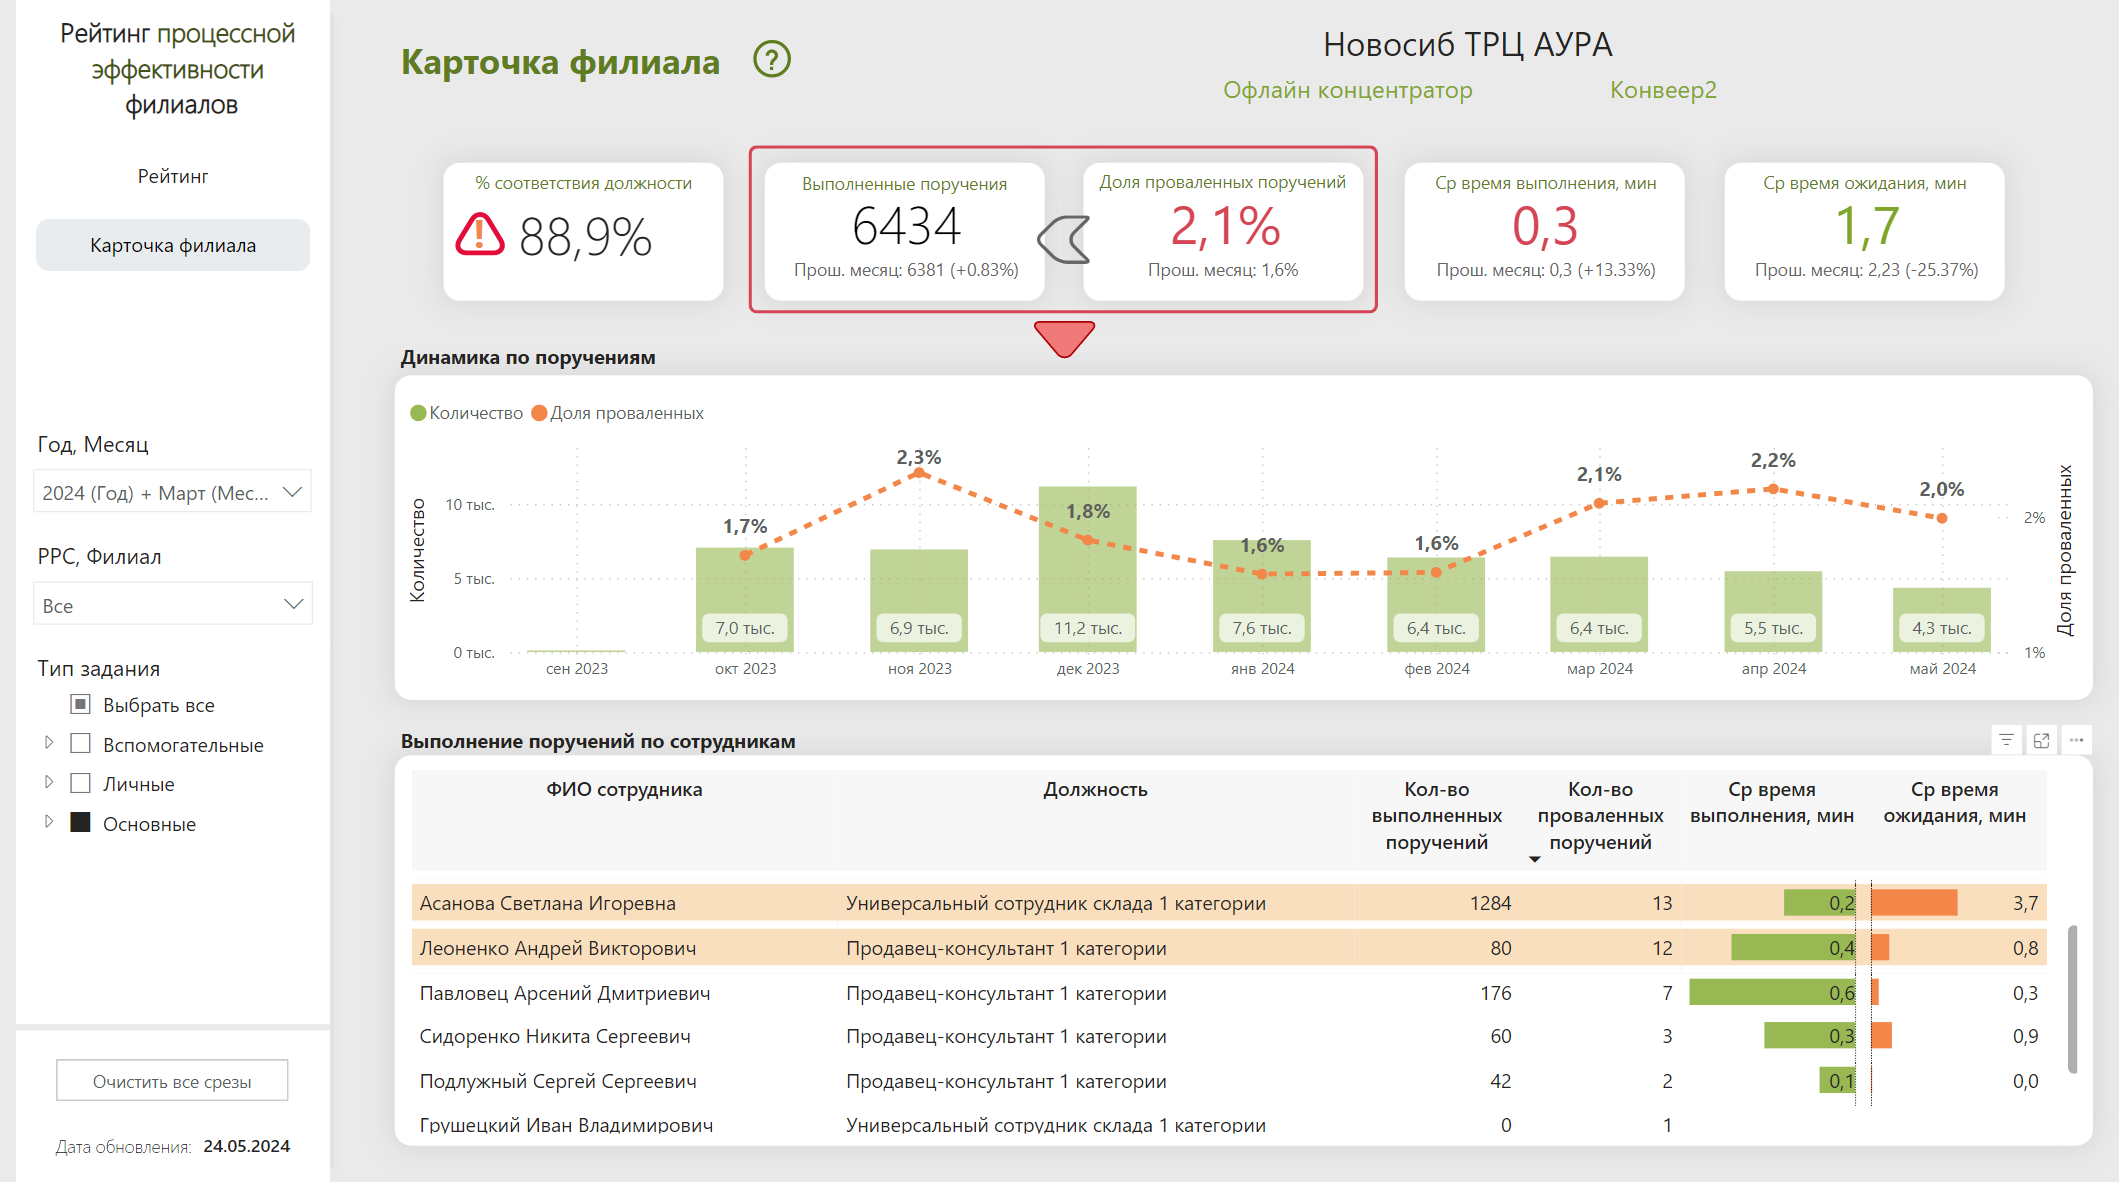 Рейтинг процессной
эффективности
филиалов
Рейтинг
Карточка филиала
Год, Месяц
2024 (Год) + Март (Мес...
РРС, Филиал
Все
Тип задания
Выбрать все
Вспомогательные
Личные
Основные
Очистить все срезы
Дата обновления: 24.05.2024
Карточка филиала ?
Новосиб ТРЦ АУРА
Офлайн концентратор Конвеер2
% соответствия должности
! 88,9%
Выполненные поручения
6434
Прош. месяц: 6381 (+0.83%)
Доля проваленных поручений
2,1%
Прош. месяц: 1,6%
Ср время выполнения, мин
0,3
Прош. месяц: 0,3 (+13.33%)
Ср время ожидания, мин
1,7
Прош. месяц: 2,23 (-25.37%)
Динамика по поручениям
Количество Доля проваленных
Количество
10 тыс.
5 тыс.
0 тыс.
1,7%
2,3%
1,8%
1,6%
1,6%
2,1%
2,2%
2,0%
7,0 тыс. 6,9 тыс. 11,2 тыс. 7,6 тыс. 6,4 тыс. 6,4 тыс. 5,5 тыс. 4,3 тыс.
сен 2023 окт 2023 ноя 2023 дек 2023 янв 2024 фев 2024 мар 2024 апр 2024 май 2024
2%
1%
Доля проваленных
Выполнение поручений по сотрудникам
ФИО сотрудника Должность Кол-во Кол-во Ср время Ср время
выполненных проваленных выполнения, мин ожидания, мин
поручений поручений
Асанова Светлана Игоревна Универсальный сотрудник склада 1 категории 1284 13 0,2 3,7
Леоненко Андрей Викторович Продавец-консультант 1 категории 80 12 0,4 0,8
Павловец Арсений Дмитриевич Продавец-консультант 1 категории 176 7 0,6 0,3
Сидоренко Никита Сергеевич Продавец-консультант 1 категории 60 3 0,3 0,9
Подлужный Сергей Сергеевич Продавец-консультант 1 категории 42 2 0,1 0,0
Грушецкий Иван Владимирович Универсальный сотрудник склада 1 категории 0 1